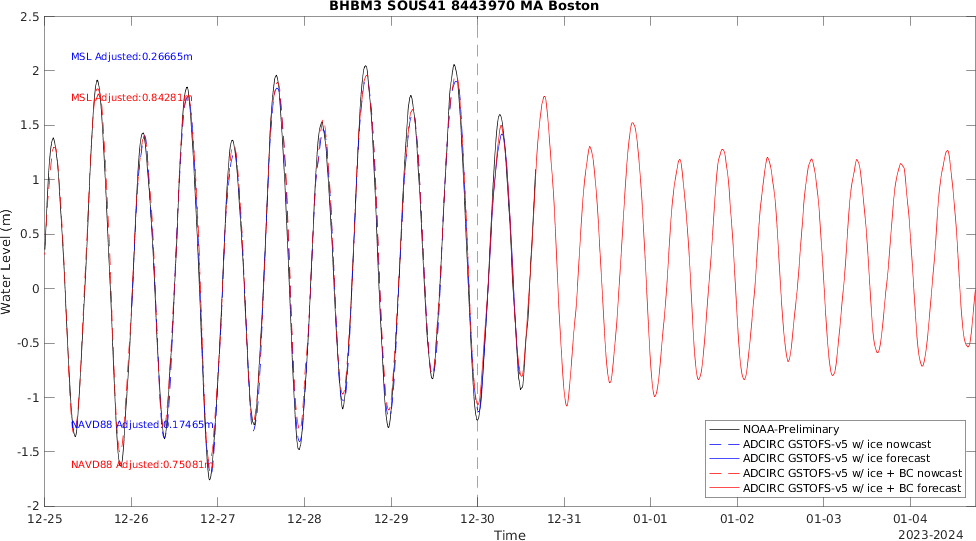 BHBM3 SOUS41 8443970 MA Boston
2.5
2
1.5
1
0.5
0
-0.5
-1
-1.5
-2
Water Level (m)
MSL Adjusted:0.26665m
MSL Adjusted:0.84281m
NAVD88 Adjusted:0.17465m
NAVD88 Adjusted:0.75081m
NOAA-Preliminary
ADCIRC GSTOFS-v5 w/ ice nowcast
ADCIRC GSTOFS-v5 w/ ice forecast
ADCIRC GSTOFS-v5 w/ ice + BC nowcast
ADCIRC GSTOFS-v5 w/ ice + BC forecast
12-25 12-26 12-27 12-28 12-29 12-30 12-31 01-01 01-02 01-03 01-04
Time
2023-2024